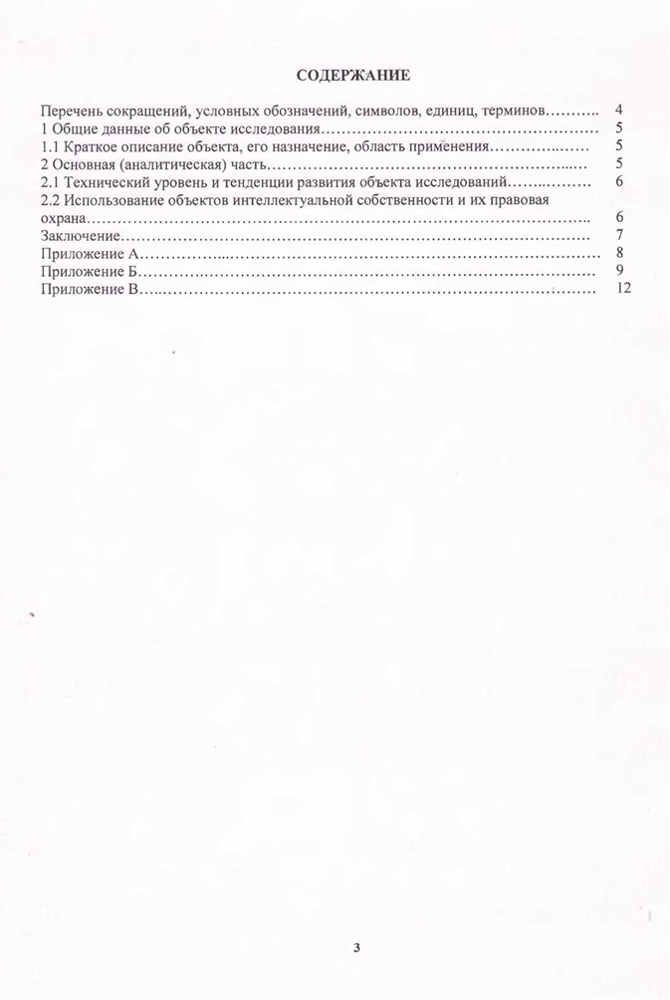 СОДЕРЖАНИЕ
Перечень сокращений, условных обозначений, символов, единиц, терминов……….. 4
1 Общие данные об объекте исследования………………………………………………… 5
1.1 Краткое описание объекта, его назначение, область применения………………… 5
2 Основная (аналитическая) часть………………………………………………………… 5
2.1 Технический уровень и тенденции развития объекта исследований……………… 6
2.2 Использование объектов интеллектуальной собственности и их правовая
охрана…………………………………………………………………………………….. 6
Заключение……………………………………………………………………………… 7
Приложение А…………………………………………………………………………… 8
Приложение Б…………………………………………………………………………… 9
Приложение В…………………………………………………………………………… 12
3